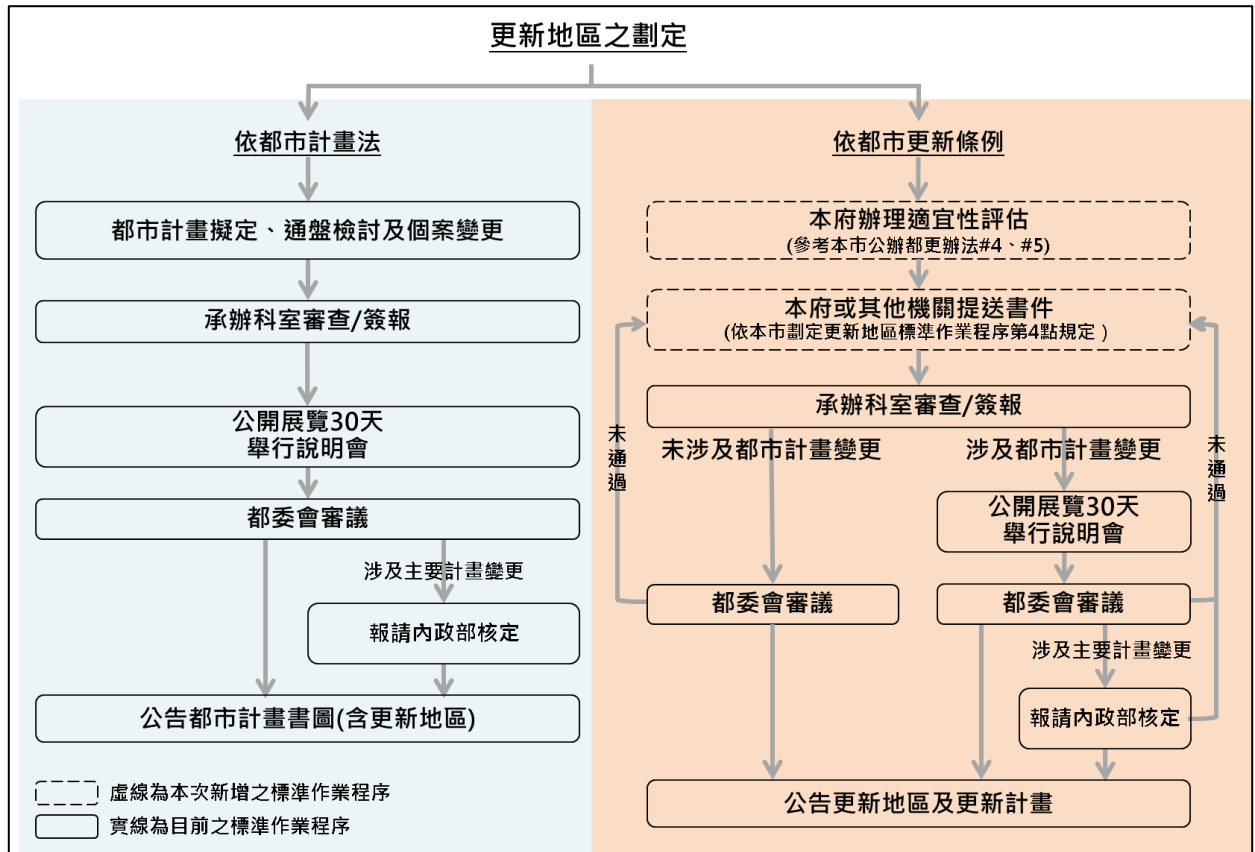 更新地區之劃定
依都市計畫法
都市計畫擬定、通盤檢討及個案變更
承辦科室審查/簽報
公開展覽30天
舉行說明會
都委會審議
涉及主要計畫變更
報請內政部核定
公告都市計畫書圖(含更新地區)
虛線為本次新增之標準作業程序
實線為目前之標準作業程序
依都市更新條例
本府辦理適宜性評估
(參考本市公辦都更辦法#4、#5)
本府或其他機關提送書件
(依本市劃定更新地區標準作業程序第4點規定)
承辦科室審查/簽報
未通過
未涉及都市計畫變更
涉及都市計畫變更
未通過
公開展覽30天
舉行說明會
都委會審議
都委會審議
涉及主要計畫變更
報請內政部核定
公告更新地區及更新計畫